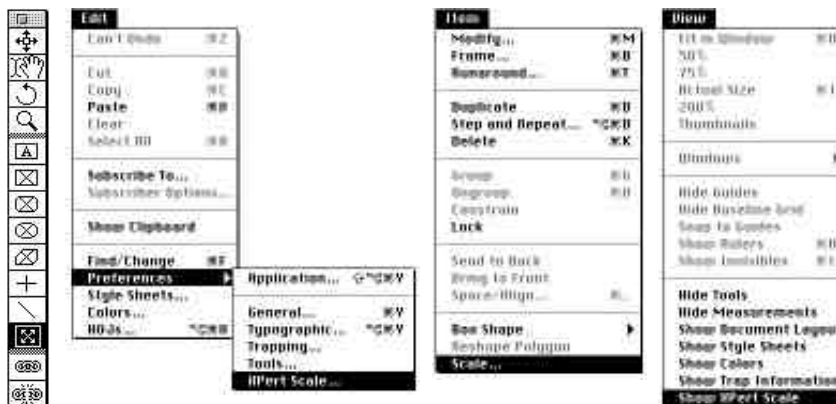 Edit
Can't Undo ⌘Z
Cut
Copy ⌘C
Paste
Clear
Select All
Subscribe To...
Subscriber Options...
Show Clipboard
Find/Change ⌘F
Preferences
Style Sheets...
Colors...
H&Js...
Application...
General... ⌘Y
Typographic...
Trapping...
Tools...
XPert Scale...
Item
Modify... ⌘M
Frame... ⌘B
Runaround... ⌘T
Duplicate ⌘D
Step and Repeat...
Delete ⌘K
Group
Ungroup ⌘U
Constrain
Lock
Send to Back
Bring to Front
Space/Align...
Box Shape
Reshape Polygon
Scale...
View
Fit in Window
50%
75%
Actual Size
200%
Thumbnails
Windows
Hide Guides
Hide Baseline Grid
Snap to Guides
Show Rulers
Show Invisibles
Hide Tools
Hide Measurements
Show Document Layou
Show Style Sheets
Show Colors
Show Trap Information
Show XPert Scale